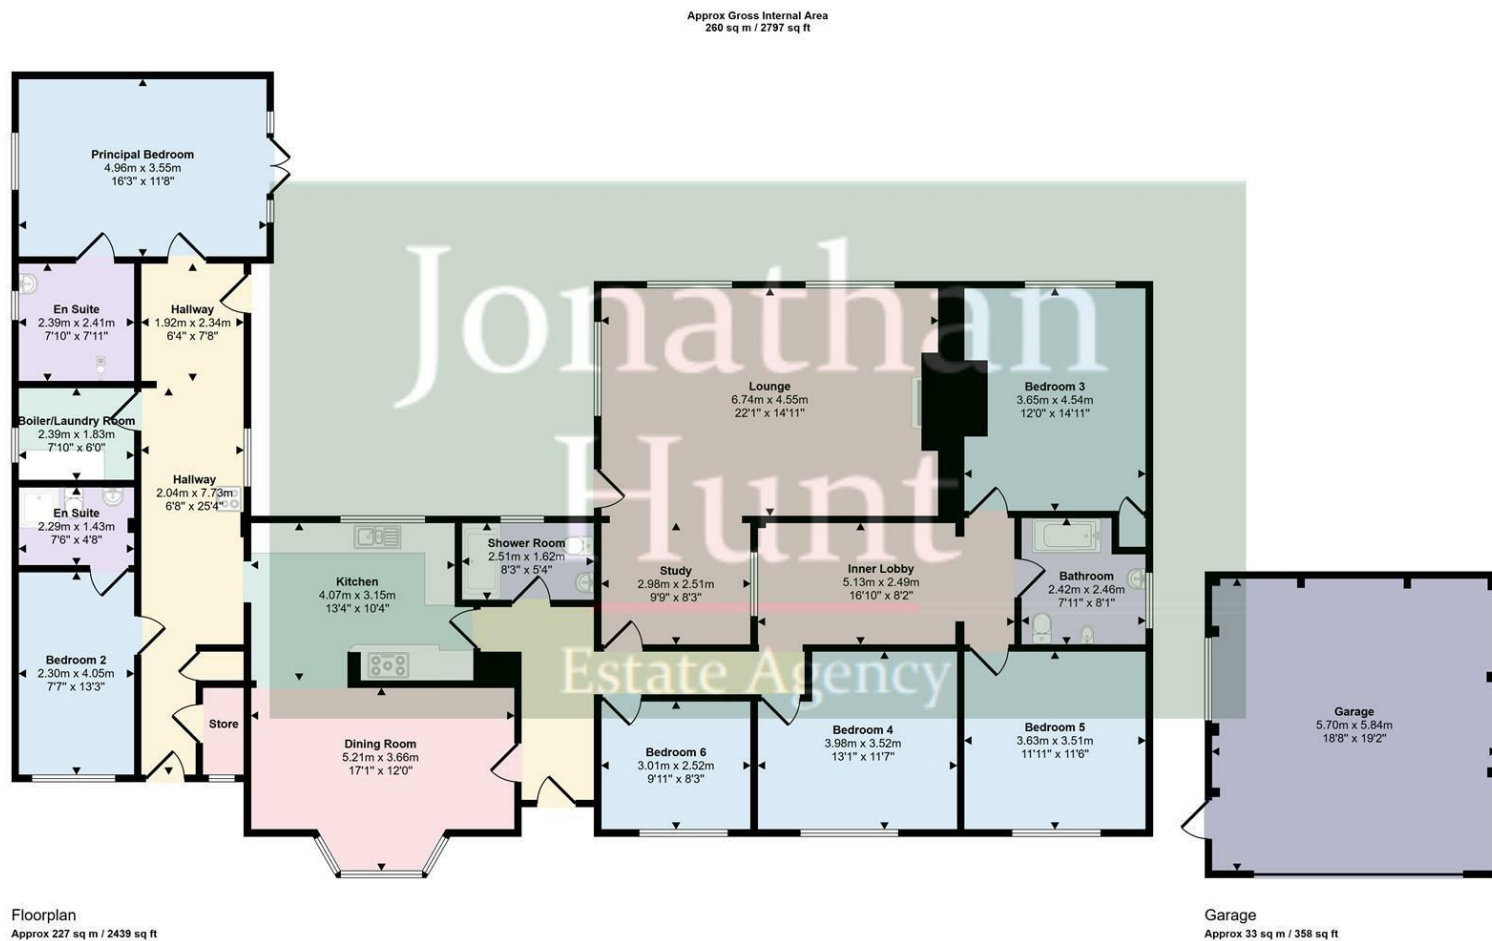 Approx Gross Internal Area
260 sq m / 2797 sq ft
Principal Bedroom
4.96m x 3.55m
16'3" x 11'8"
En Suite
2.39m x 2.41m
7'10" x 7'11"
Hallway
1.92m x 2.34m
6'4" x 7'8"
Boiler/Laundry Room
2.39m x 1.83m
7'10" x 6'0"
Hallway
2.04m x 7.73m
6'8" x 25'4"
En Suite
2.29m x 1.43m
7'6" x 4'8"
Bedroom 2
2.30m x 4.05m
7'7" x 13'3"
Store
Kitchen
4.07m x 3.15m
13'4" x 10'4"
Dining Room
5.21m x 3.66m
17'1" x 12'0"
Shower Room
2.51m x 1.62m
8'3" x 5'4"
Jonathan
Hunt
Estate Agency
Lounge
6.74m x 4.55m
22'1" x 14'11"
Study
2.98m x 2.51m
9'9" x 8'3"
Inner Lobby
5.13m x 2.49m
16'10" x 8'2"
Bedroom 3
3.65m x 4.54m
12'0" x 14'11"
Bathroom
2.42m x 2.46m
7'11" x 8'1"
Bedroom 6
3.01m x 2.52m
9'11" x 8'3"
Bedroom 4
3.98m x 3.52m
13'1" x 11'7"
Bedroom 5
3.63m x 3.51m
11'11" x 11'6"
Garage
5.70m x 5.84m
18'8" x 19'2"
Floorplan
Approx 227 sq m / 2439 sq ft
Garage
Approx 33 sq m / 358 sq ft